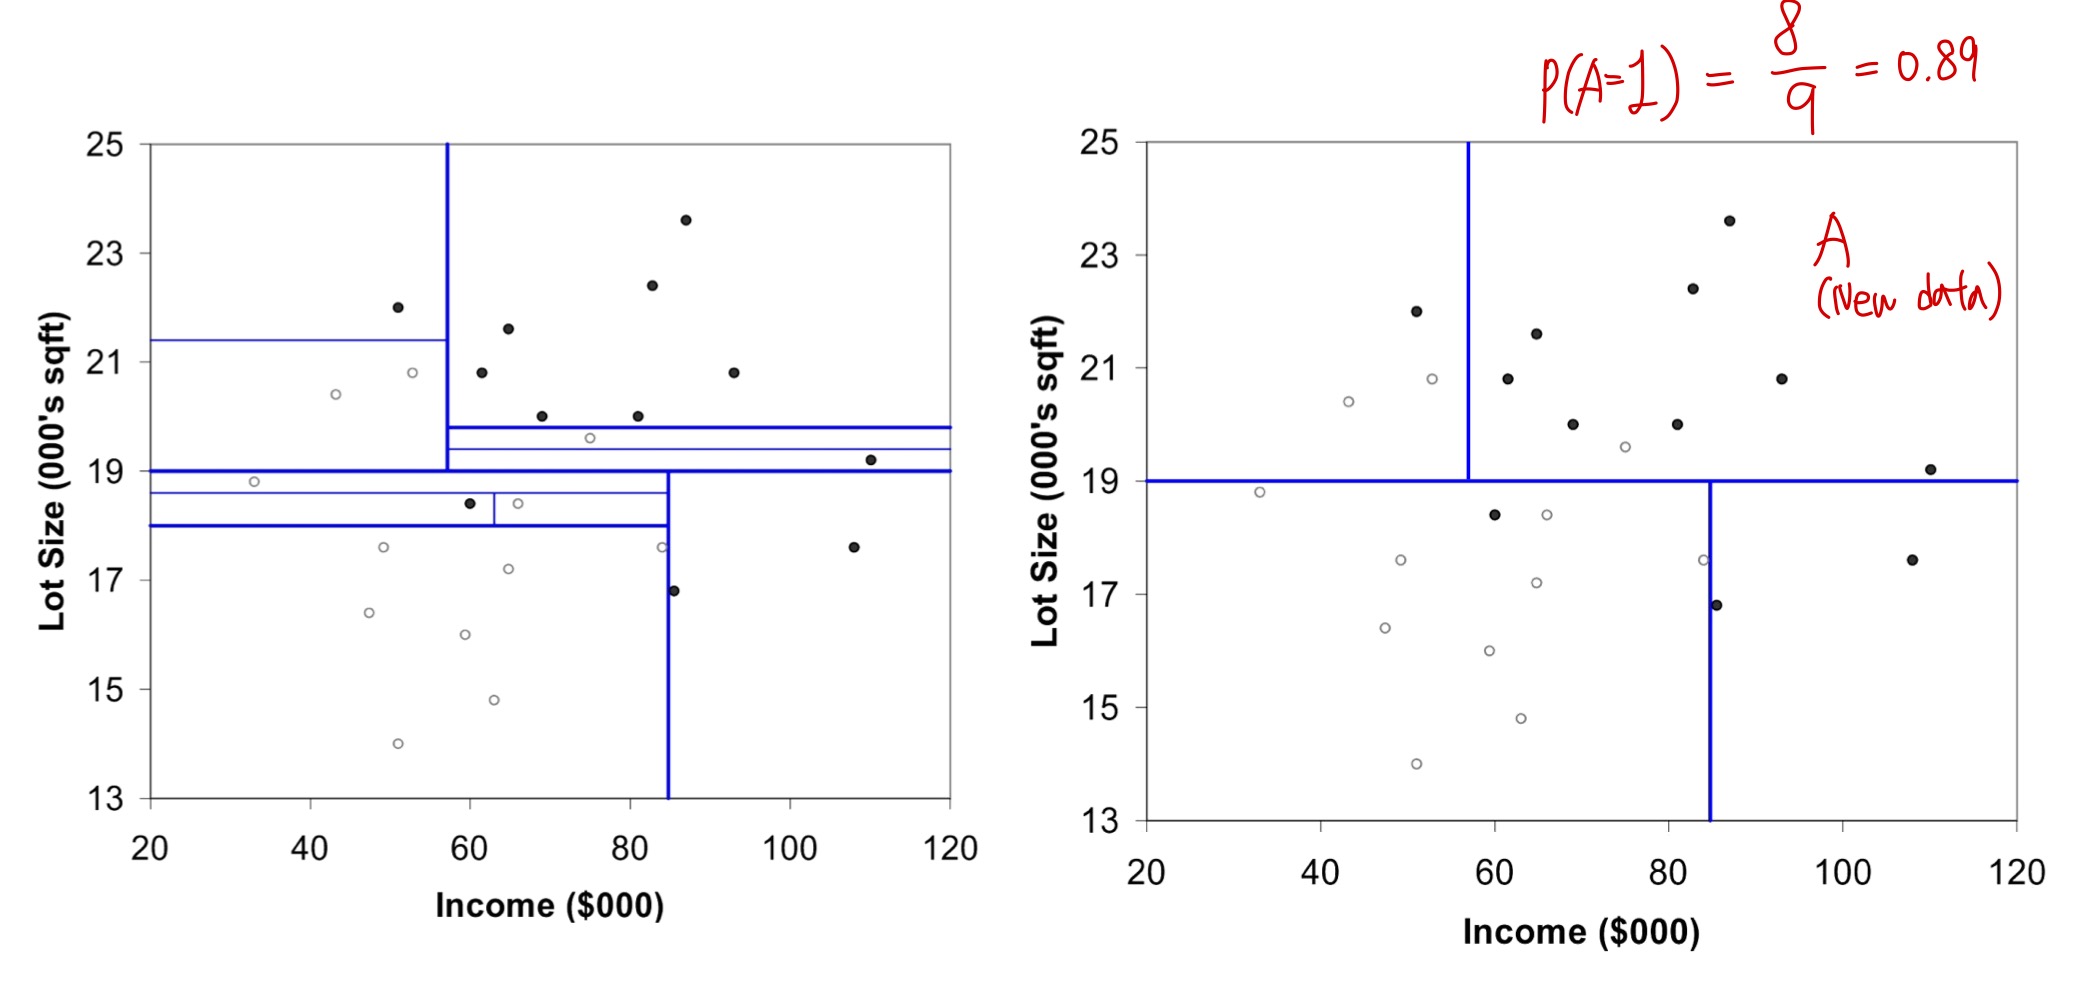 25
23
21
19
17
15
13
Lot Size (000's sqft)
20 40 60 80 100 120
Income ($000)
P(A=1) = 8/9 = 0.89
25
23
21
19
17
15
13
Lot Size (000's sqft)
A
(New data)
20 40 60 80 100 120
Income ($000)